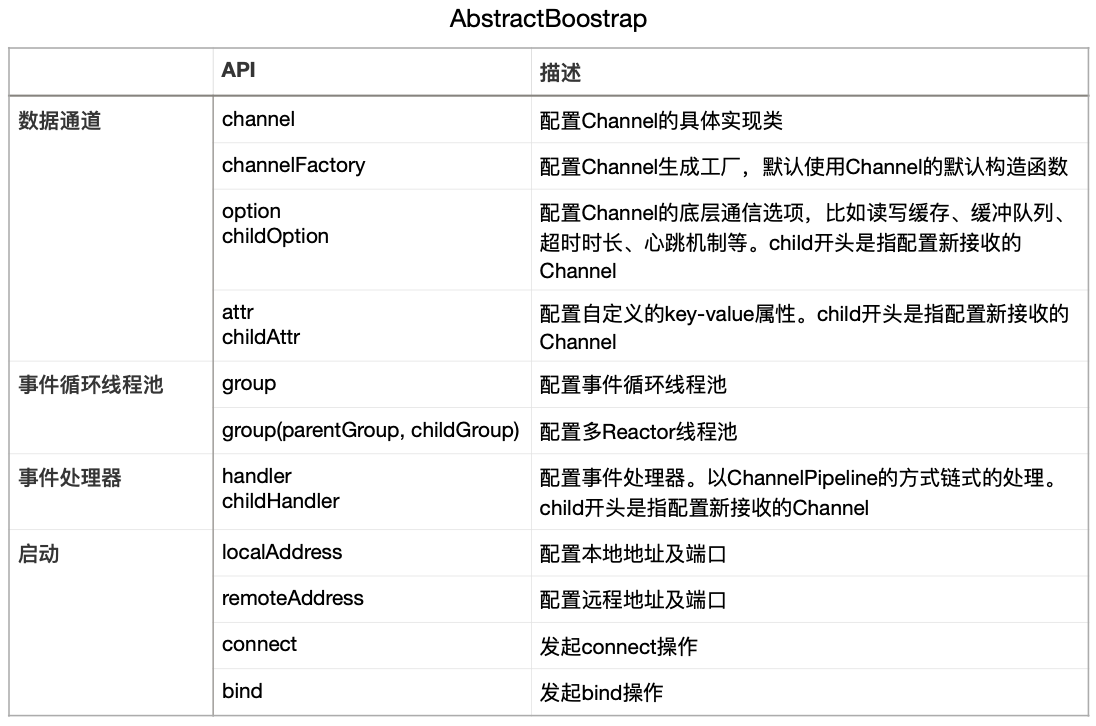 AbstractBoostrap
API 描述
数据通道 channel 配置Channel的具体实现类
channelFactory 配置Channel生成工厂，默认使用Channel的默认构造函数
option
childOption
配置Channel的底层通信选项，比如读写缓存、缓冲队列、
超时时长、心跳机制等。child开头是指配置新接收的
Channel
attr
childAttr
配置自定义的key-value属性。child开头是指配置新接收的
Channel
事件循环线程池 group 配置事件循环线程池
group(parentGroup, childGroup) 配置多Reactor线程池
事件处理器
handler
childHandler
配置事件处理器。以ChannelPipeline的方式链式的处理。
child开头是指配置新接收的Channel
启动 localAddress 配置本地地址及端口
remoteAddress 配置远程地址及端口
connect 发起connect操作
bind 发起bind操作